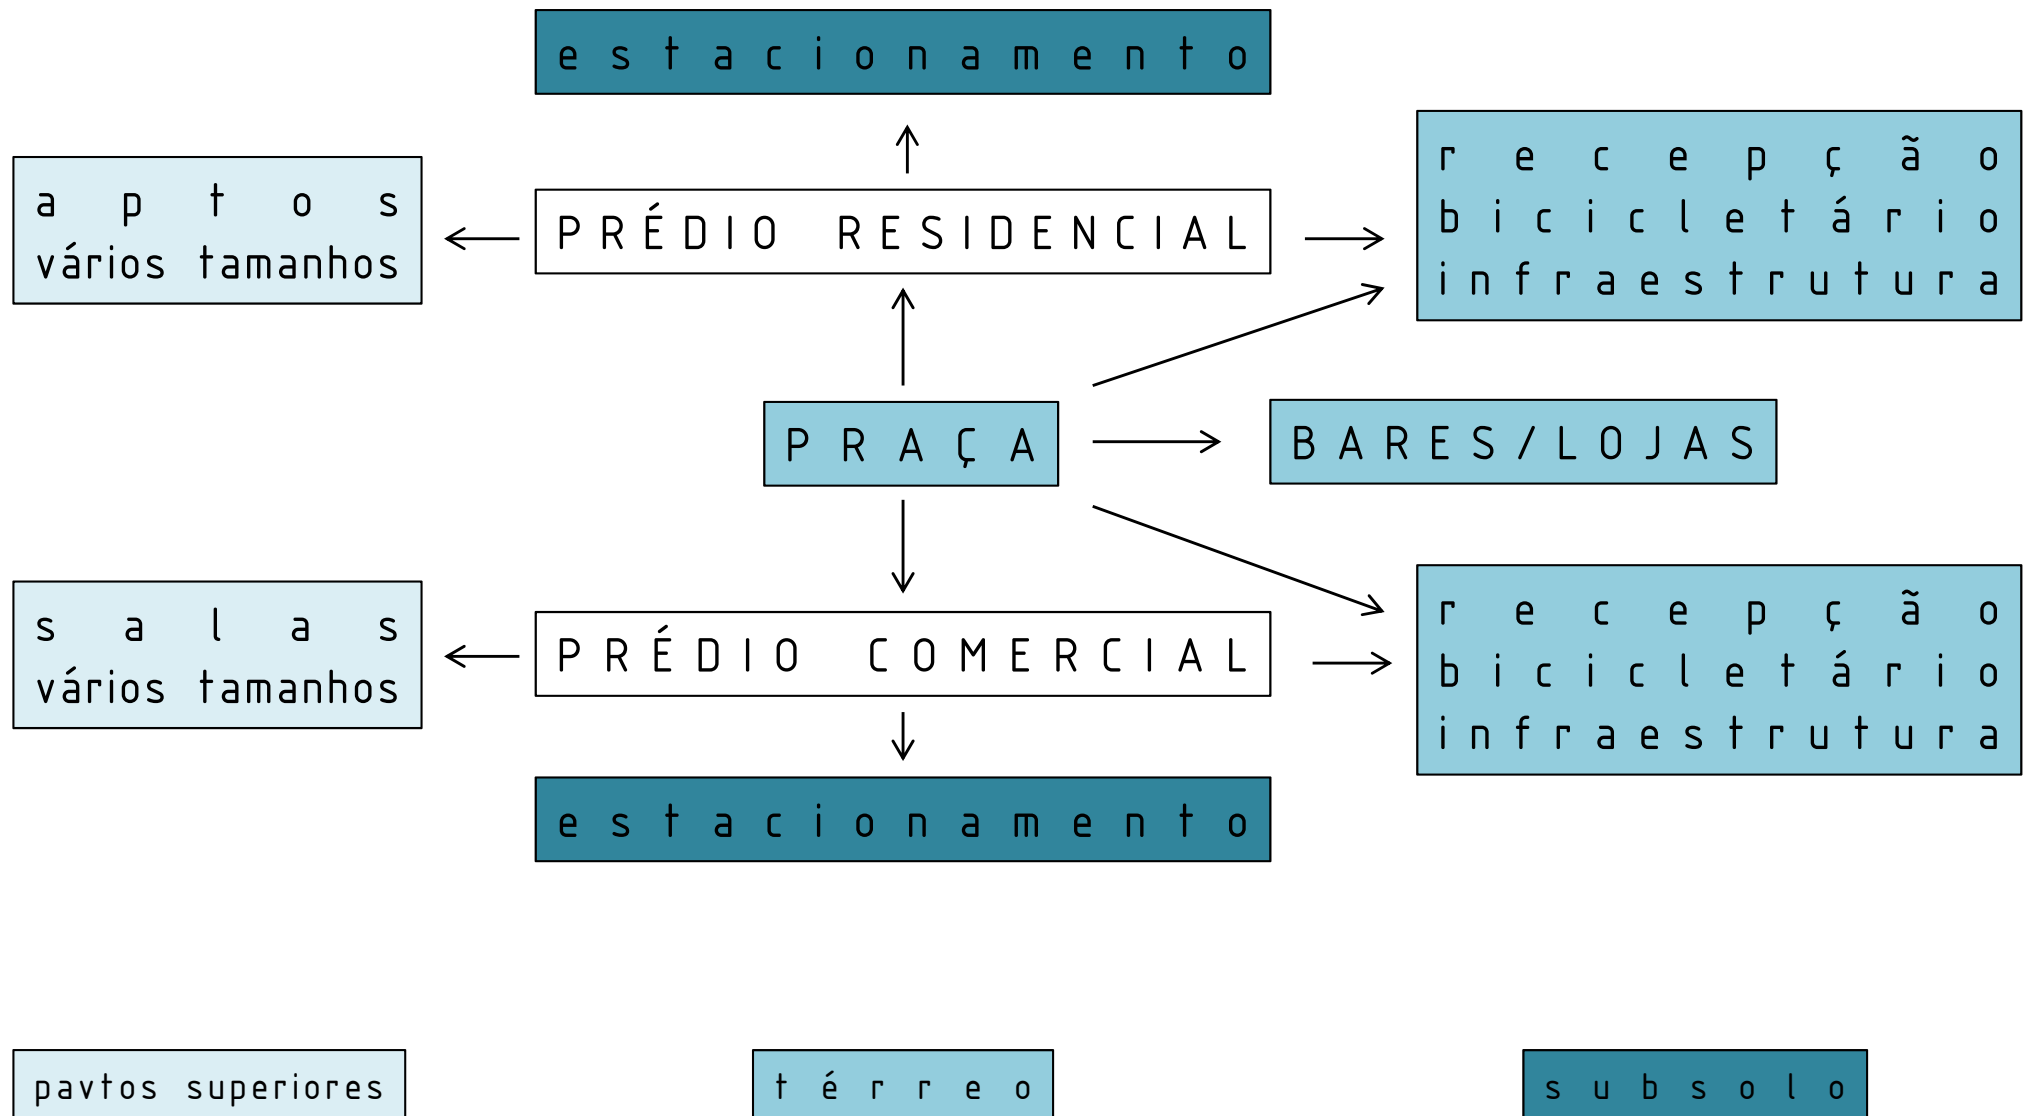 estacionamento
aptos
vários tamanhos
PRÉDIO RESIDENCIAL
recepção
bicicletário
infraestrutura
PRAÇA
BARES/LOJAS
salas
vários tamanhos
PRÉDIO COMERCIAL
recepção
bicicletário
infraestrutura
estacionamento
pavtos superiores
térreo
subsolo